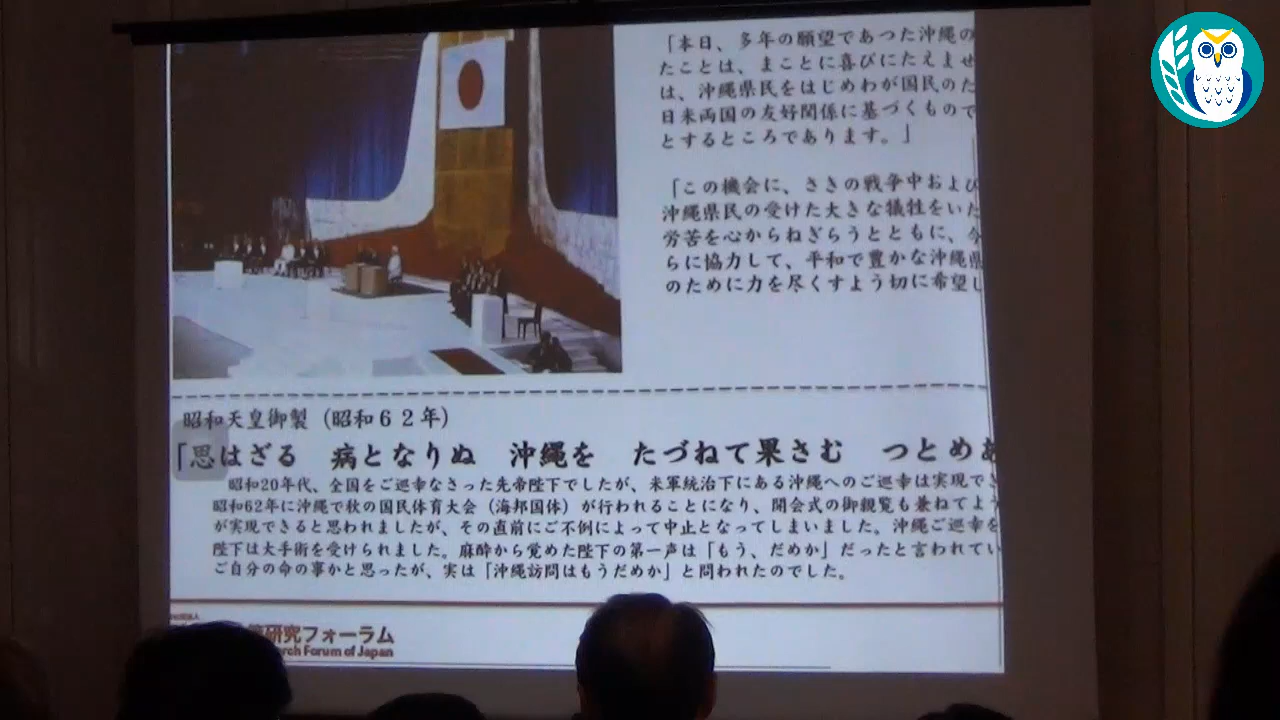 「本日、多年の願望であつた沖縄の
たことは、まことに喜びにたえませ
は、沖縄県民をはじめわが国民のた
日米両国の友好関係に基づくもので
とするところであります。」
「この機会に、さきの戦争中および
沖縄県民の受けた大きな犠牲をいた
労苦を心からねぎらうとともに、今
らに協力して、平和で豊かな沖縄県
のために力を尽くすよう切に希望し
昭和天皇御製（昭和６２年）
「思はざる　病となりぬ　沖縄を　たづねて果さむ　つとめあ
昭和20年代、全国をご巡幸なさった先帝陛下でしたが、米軍統治下にある沖縄へのご巡幸は実現でき
昭和62年に沖縄で秋の国民体育大会（海邦国体）が行われることになり、開会式の御観覧も兼ねてよう
が実現できると思われましたが、その直前にご不例によって中止となってしまいました。沖縄ご巡幸を
陛下は大手術を受けられました。麻酔から覚めた陛下の第一声は「もう、だめか」だったと言われてい
ご自分の命の事かと思ったが、実は「沖縄訪問はもうだめか」と問われたのでした。
研究フォーラム
rch Forum of Japan